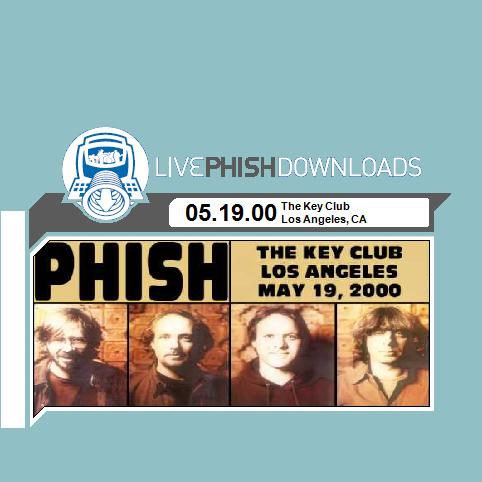 LIVEPHISHDOWNLOADS
05.19.00
The Key Club
Los Angeles, CA
PHISH
THE KEY CLUB
LOS ANGELES
MAY 19, 2000